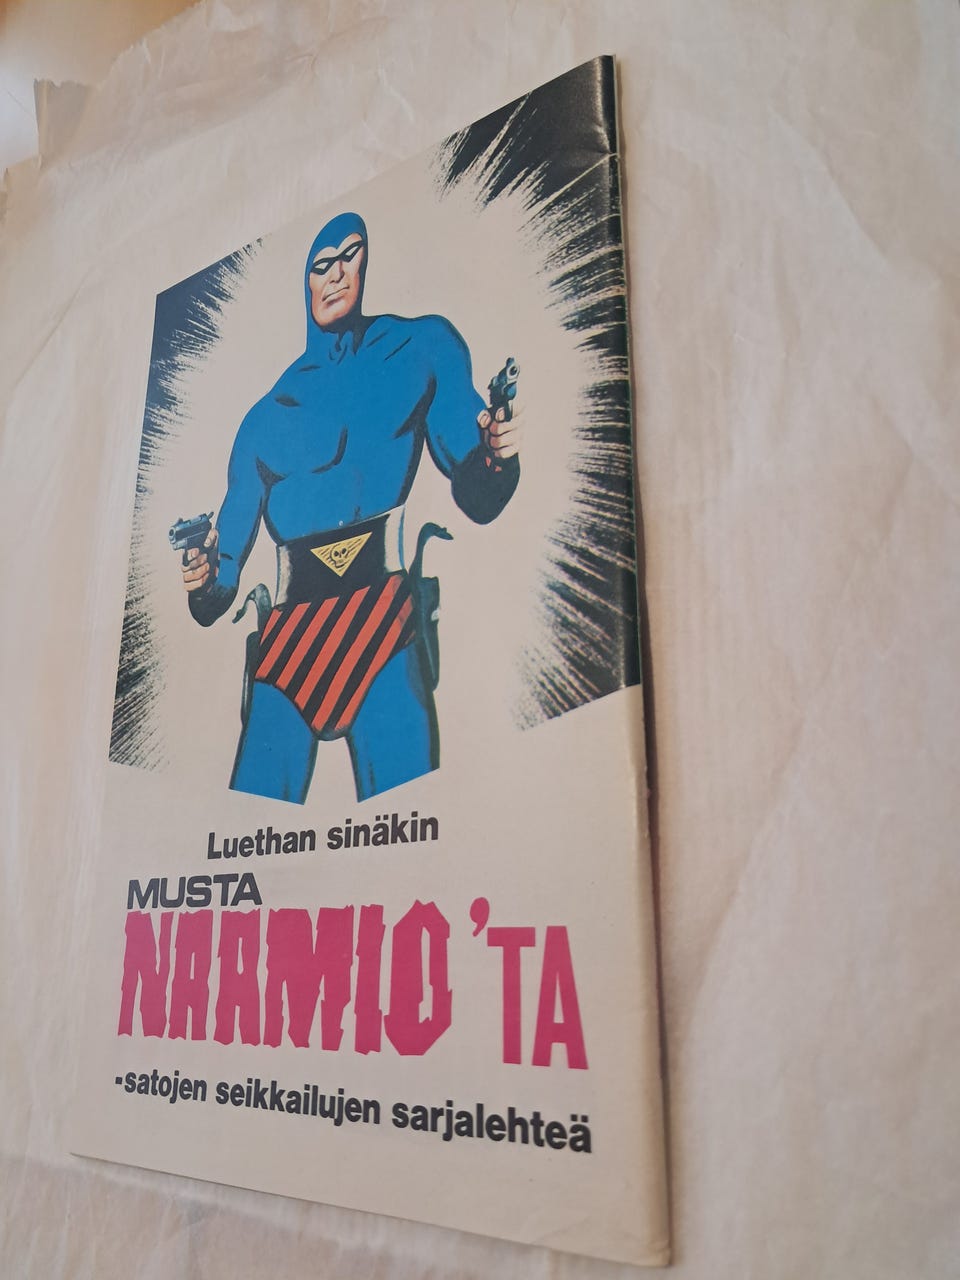 Luethan sinäkin
MUSTA
NAAMIO'TA
-satojen seikkailujen sarjalehteä